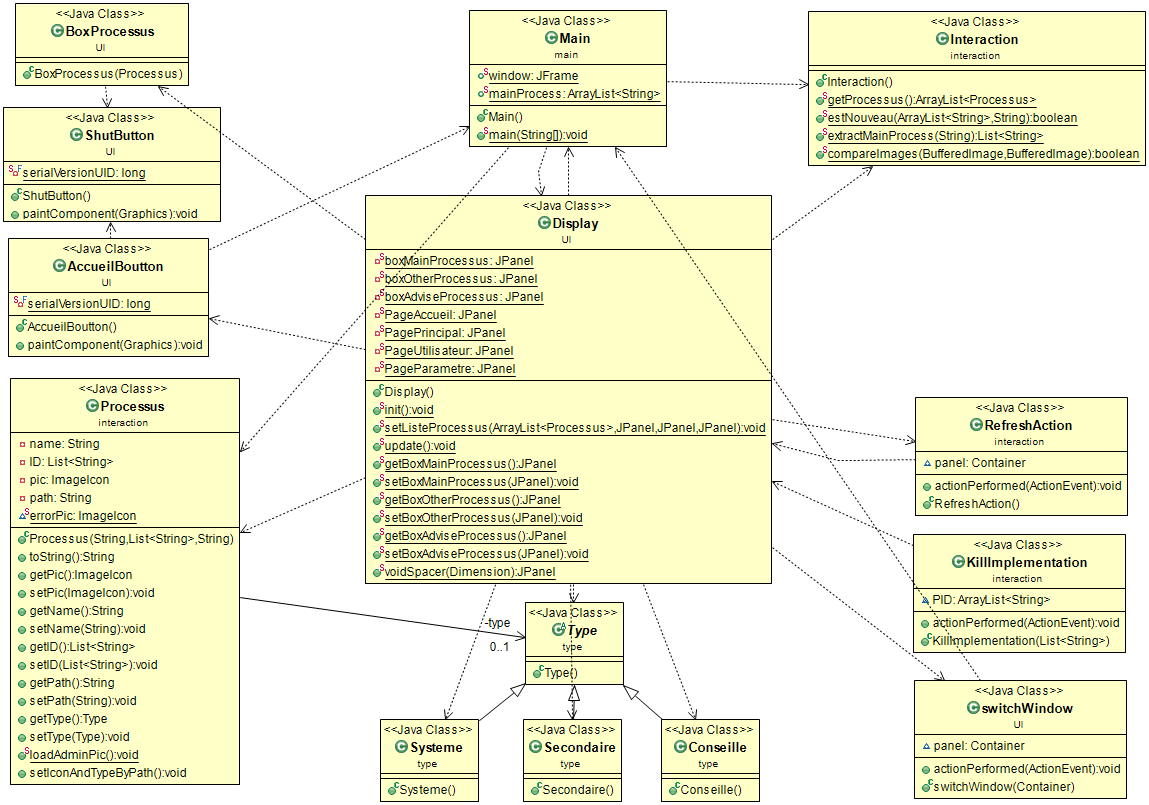 <<Java Class>>
BoxProcessus
UI
BoxProcessus(Processus)
<<Java Class>>
ShutButton
UI
serialVersionUID: long
ShutButton()
paintComponent(Graphics):void
<<Java Class>>
AccueilBoutton
UI
serialVersionUID: long
AccueilBoutton()
paintComponent(Graphics):void
<<Java Class>>
Processus
interaction
name: String
ID: List<String>
pic: ImageIcon
path: String
errorPic: ImageIcon
Processus(String,List<String>,String)
toString():String
getPic():ImageIcon
setPic(ImageIcon):void
getName():String
setName(String):void
getID():List<String>
setID(List<String>):void
getPath():String
setPath(String):void
getType():Type
setType(Type):void
loadAdminPic():void
setIconAndTypeByPath():void
<<Java Class>>
Main
main
window: JFrame
mainProcess: ArrayList<String>
Main()
main(String[]):void
<<Java Class>>
Display
UI
boxMainProcessus: JPanel
boxOtherProcessus: JPanel
boxAdviseProcessus: JPanel
PageAccueil: JPanel
PagePrincipal: JPanel
PageUtilisateur: JPanel
PageParametre: JPanel
Display()
init():void
setListeProcessus(ArrayList<Processus>,JPanel,JPanel,JPanel):void
update():void
getBoxMainProcessus():JPanel
setBoxMainProcessus(JPanel):void
getBoxOtherProcessus():JPanel
setBoxOtherProcessus(JPanel):void
getBoxAdviseProcessus():JPanel
setBoxAdviseProcessus(JPanel):void
voidSpacer(Dimension):JPanel
-type
0..1
<<Java Class>>
Type
type
Type()
<<Java Class>>
Systeme
type
Systeme()
<<Java Class>>
Secondaire
type
Secondaire()
<<Java Class>>
Conseille
type
Conseille()
<<Java Class>>
Interaction
interaction
Interaction()
getProcessus():ArrayList<Processus>
estNouveau(ArrayList<String>,String):boolean
extractMainProcess(String):List<String>
compareImages(BufferedImage,BufferedImage):boolean
<<Java Class>>
RefreshAction
interaction
panel: Container
actionPerformed(ActionEvent):void
RefreshAction()
<<Java Class>>
KillImplementation
interaction
PID: ArrayList<String>
actionPerformed(ActionEvent):void
KillImplementation(List<String>)
<<Java Class>>
switchWindow
UI
panel: Container
actionPerformed(ActionEvent):void
switchWindow(Container)